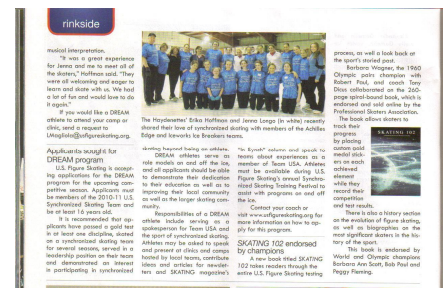 rinkside
musical interpretation.
"It was a great experience
for Jenna and me to meet all of
the skaters," Hoffman said. "They
were all welcoming and eager to
learn and skate with us. We had
a lot of fun and would love to do
it again."
If you would like a DREAM
athlete to attend your camp or
clinic, send a request to
LMaglialo@usfigureskating.org.
Applicants sought for
DREAM program
U.S. Figure Skating is accept-
ing applications for the DREAM
program for the upcoming com-
petitive season. Applicants must
be members of the 2010-11 U.S.
Synchronized Skating Team and
be at least 16 years old.
It is recommended that ap-
plicants have passed a gold test
in at least one discipline, skated
on a synchronized skating team
for several seasons, served in a
leadership position on their team
and demonstrated an interest
in participating in synchronized
The Haydenettes' Erika Hoffman and Jenna Longo (in white) recently
shared their love of synchronized skating with members of the Achilles
Edge and Iceworks Ice Breakers teams.
skating beyond being an athlete.
DREAM athletes serve as
role models on and off the ice,
and all applicants should be able
to demonstrate their dedication
to their education as well as to
improving their local community
as well as the larger skating com-
munity.
Responsibilities of a DREAM
athlete include serving as a
spokesperson for Team USA and
the sport of synchronized skating.
Athletes may be asked to speak
and present at clinics and camps
hosted by local teams, contribute
ideas and articles for newslet-
ters and SKATING magazine's
"In Synch" column and speak to
teams about experiences as a
member of Team USA. Athletes
must be available during U.S.
Figure Skating's annual Synchro-
nized Skating Training Festival to
assist with programs on and off
the ice.
Contact your coach or
visit www.usfigureskating.org for
more information on how to ap-
ply for this program.
SKATING 102 endorsed
by champions
A new book titled SKATING
102 takes readers through the
entire U.S. Figure Skating testing
process, as well a look back at
the sport's storied past.
Barbara Wagner, the 1960
Olympic pairs champion with
Robert Paul, and coach Tony
Dicus collaborated on the 260-
page spiral-bound book, which is
endorsed and sold online by the
Professional Skaters Association.
The book allows skaters to
track their
progress
by placing
custom gold
medal stick-
ers on each
achieved
element
while they
record their
competition
and test results.
SKATING 102
There is also a history section
on the evolution of figure skating,
as well as biographies on the
most significant skaters in the his-
tory of the sport.
This book is endorsed by
World and Olympic champions
Barbara Ann Scott, Bob Paul and
Peggy Fleming.